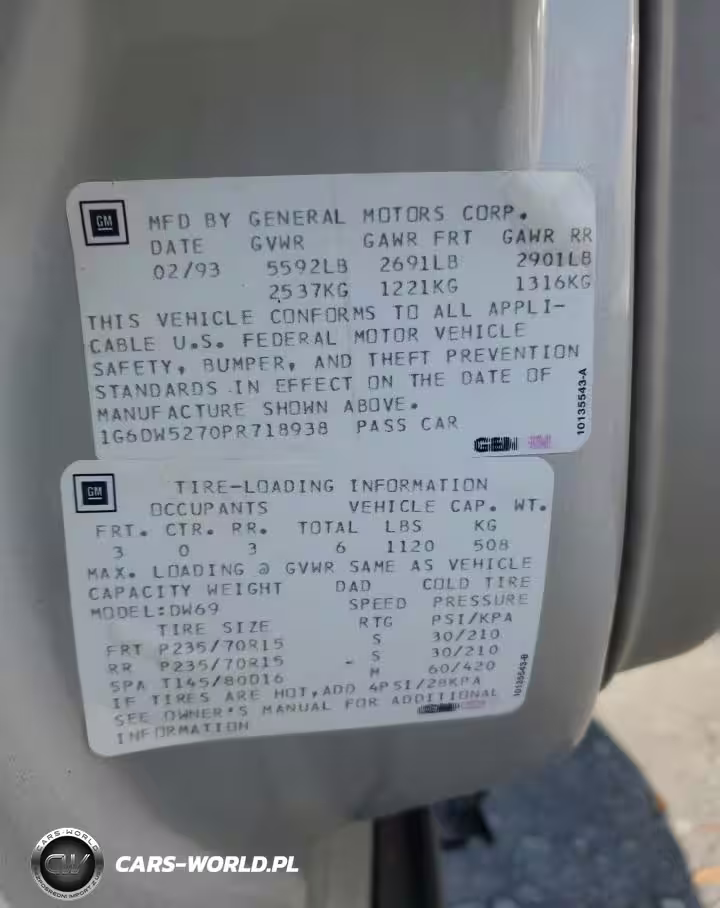 GM
MFD BY GENERAL MOTORS CORP.
DATE GVWR GAWR FRT GAWR RR
02/93 5592LB 2691LB 2901LB
2537KG 1221KG 1316KG
THIS VEHICLE CONFORMS TO ALL APPLI-
CABLE U.S. FEDERAL MOTOR VEHICLE
SAFETY, BUMPER, AND THEFT PREVENTION
STANDARDS IN EFFECT ON THE DATE OF
MANUFACTURE SHOWN ABOVE.
1G6DW5270PR718938 PASS CAR
10135543-A
GM
TIRE-LOADING INFORMATION
OCCUPANTS VEHICLE CAP. WT.
FRT. CTR. RR. TOTAL LBS KG
3 0 3 6 1120 508
MAX. LOADING @ GVWR SAME AS VEHICLE
CAPACITY WEIGHT DAD COLD TIRE
MODEL:DW69 SPEED PRESSURE
TIRE SIZE RTG PSI/KPA
FRT P235/70R15 S 30/210
RR P235/70R15 S 30/210
SPA T145/80D16 M 60/420
IF TIRES ARE HOT,ADD 4PSI/28KPA
SEE OWNER'S MANUAL FOR ADDITIONAL
INFORMATION
10135543-B
CARS-WORLD
CW
CARS-WORLD.PL